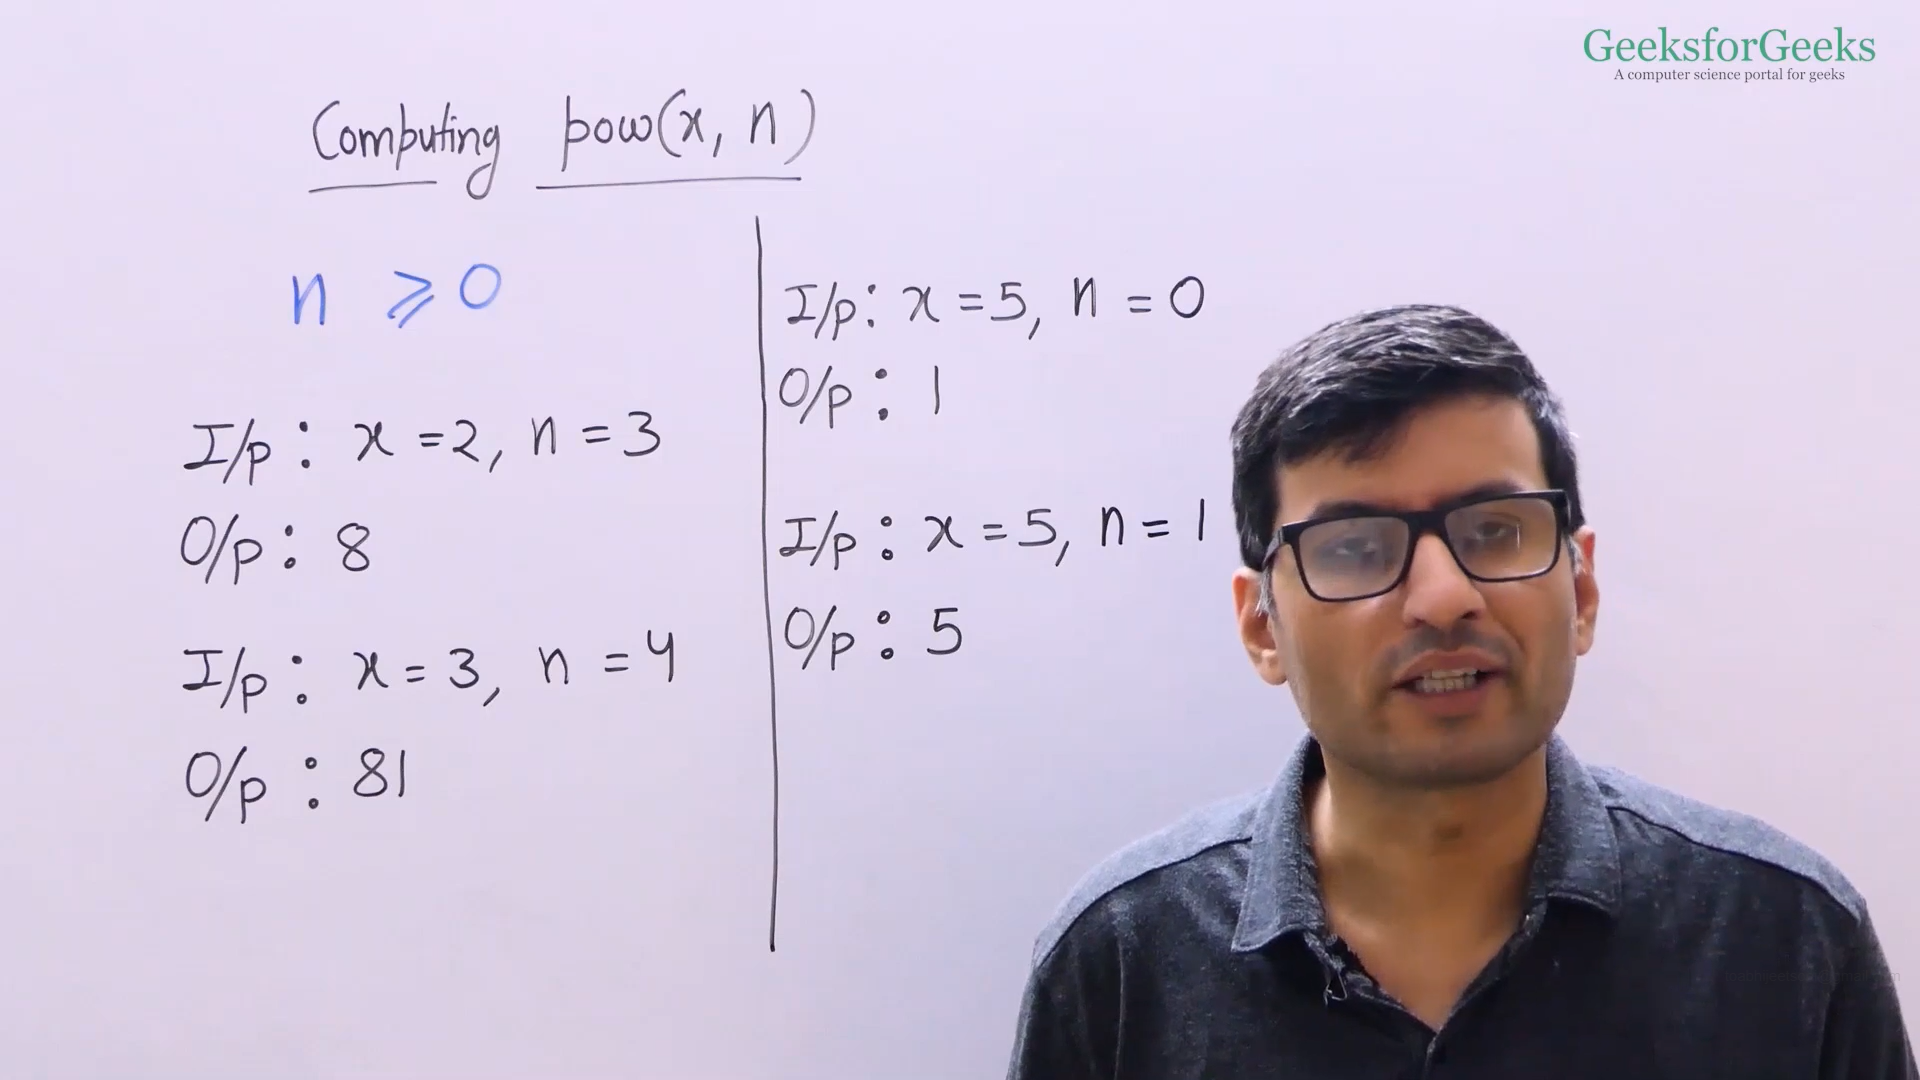 GeeksforGeeks
A computer science portal for geeks
Computing pow(x, n)
n ⩾ 0
I/p : x = 2, n = 3
O/p : 8
I/p : x = 3, n = 4
O/p : 81
I/p : x = 5, n = 0
O/p : 1
I/p : x = 5, n = 1
O/p : 5